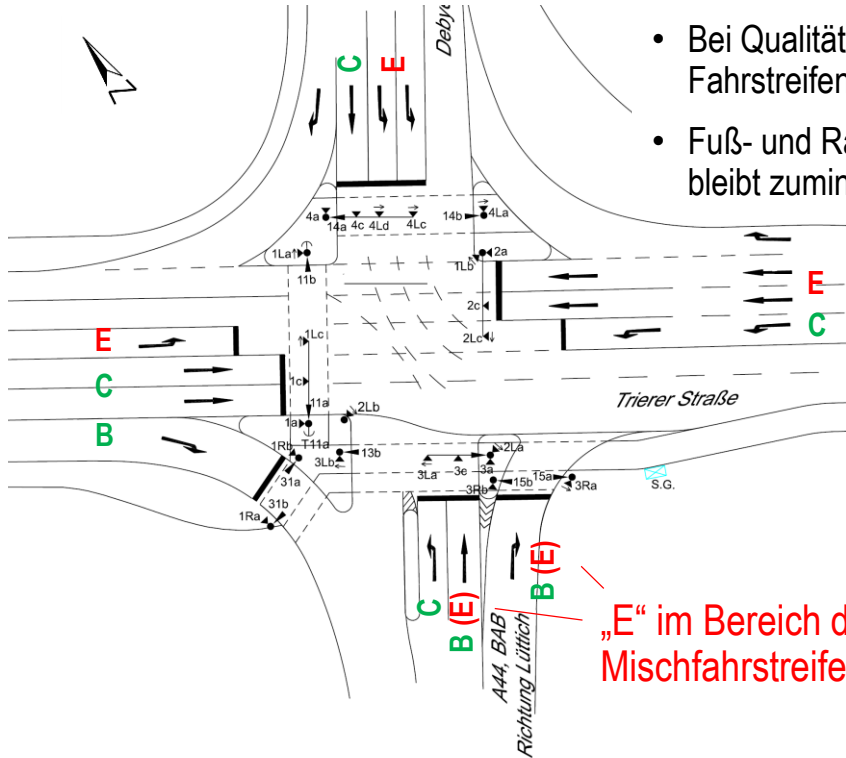 • Bei Qualität
Fahrstreifen
• Fuß- und Ra
bleibt zumin
Debye
N
C E
4a 14a 4c 4Ld 4Lc 14b 4La
1La 11b 1Lb 2a
2c
2Lc
E
C
E
C
B
1Lc
1c
11a
1a
T11a
2Lb
Trierer Straße
1Rb
31a
3Lb
13b
3La
3c
2La
3a
3Rb
15b
15a
3Ra
S.G.
31b
1Ra
C
B (E)
B (E)
A44, BAB
Richtung Lüttich
„E“ im Bereich d
Mischfahrstreife